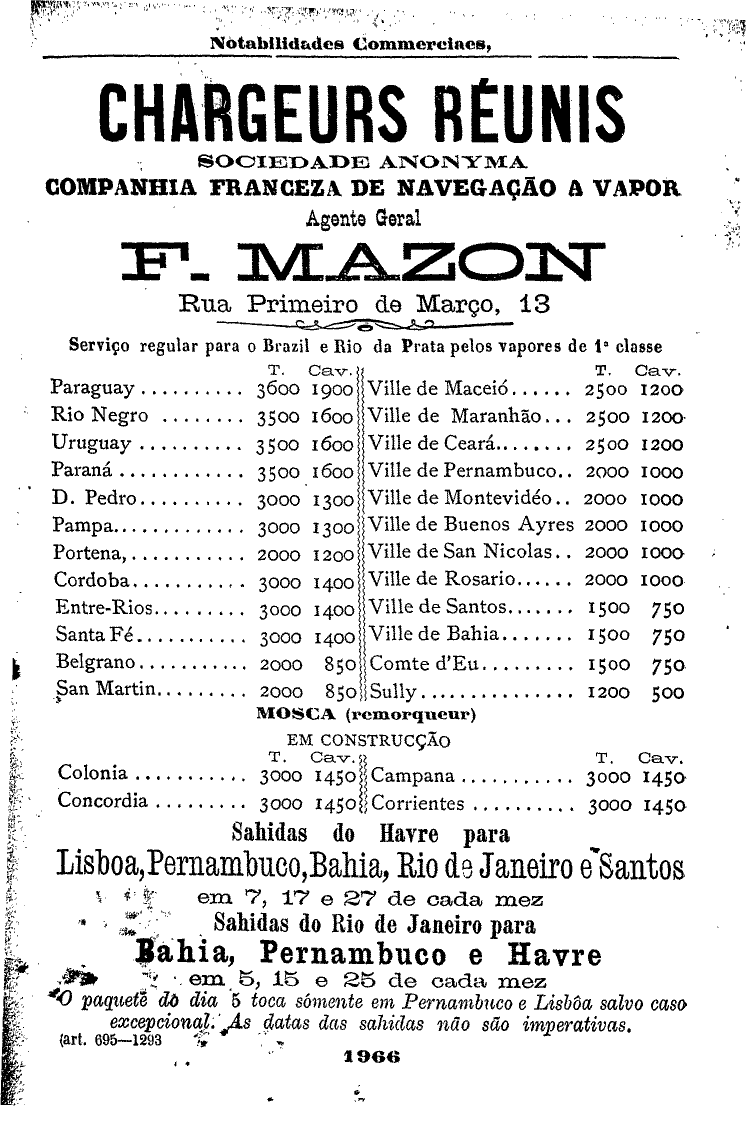 Notabilidades Commerciaes,
CHARGEURS RÉUNIS
SOCIEDADE ANONYMA
COMPANHIA FRANCEZA DE NAVEGAÇÃO A VAPOR
Agente Geral
F. MAZON
Rua Primeiro de Março, 13
Serviço regular para o Brazil e Rio da Prata pelos vapores de 1ª classe
T. Cav. T. Cav.
Paraguay .......... 3600 1900 Ville de Maceió...... 2500 1200
Rio Negro ........ 3500 1600 Ville de Maranhão... 2500 1200
Uruguay .......... 3500 1600 Ville de Ceará........ 2500 1200
Paraná ............ 3500 1600 Ville de Pernambuco.. 2000 1000
D. Pedro.......... 3000 1300 Ville de Montevidéo.. 2000 1000
Pampa............. 3000 1300 Ville de Buenos Ayres 2000 1000
Portena, ........... 2000 1200 Ville de San Nicolas.. 2000 1000
Cordoba........... 3000 1400 Ville de Rosario...... 2000 1000
Entre-Rios......... 3000 1400 Ville de Santos....... 1500 750
Santa Fé........... 3000 1400 Ville de Bahia....... 1500 750
Belgrano........... 2000 850 Comte d'Eu......... 1500 750
San Martin......... 2000 850 Sully............... 1200 500
MOSCA (remorqueur)
EM CONSTRUCÇÃO
T. Cav. T. Cav.
Colonia ........... 3000 1450 Campana .......... 3000 1450
Concordia ......... 3000 1450 Corrientes ......... 3000 1450
Sahidas do Havre para
Lisboa, Pernambuco, Bahia, Rio de Janeiro e Santos
em 7, 17 e 27 de cada mez
Sahidas do Rio de Janeiro para
Bahia, Pernambuco e Havre
em 5, 15 e 25 de cada mez
O paquete do dia 5 toca sómente em Pernambuco e Lisbôa salvo caso
excepcional. As datas das sahidas não são imperativas.
(art. 695—1293
1966